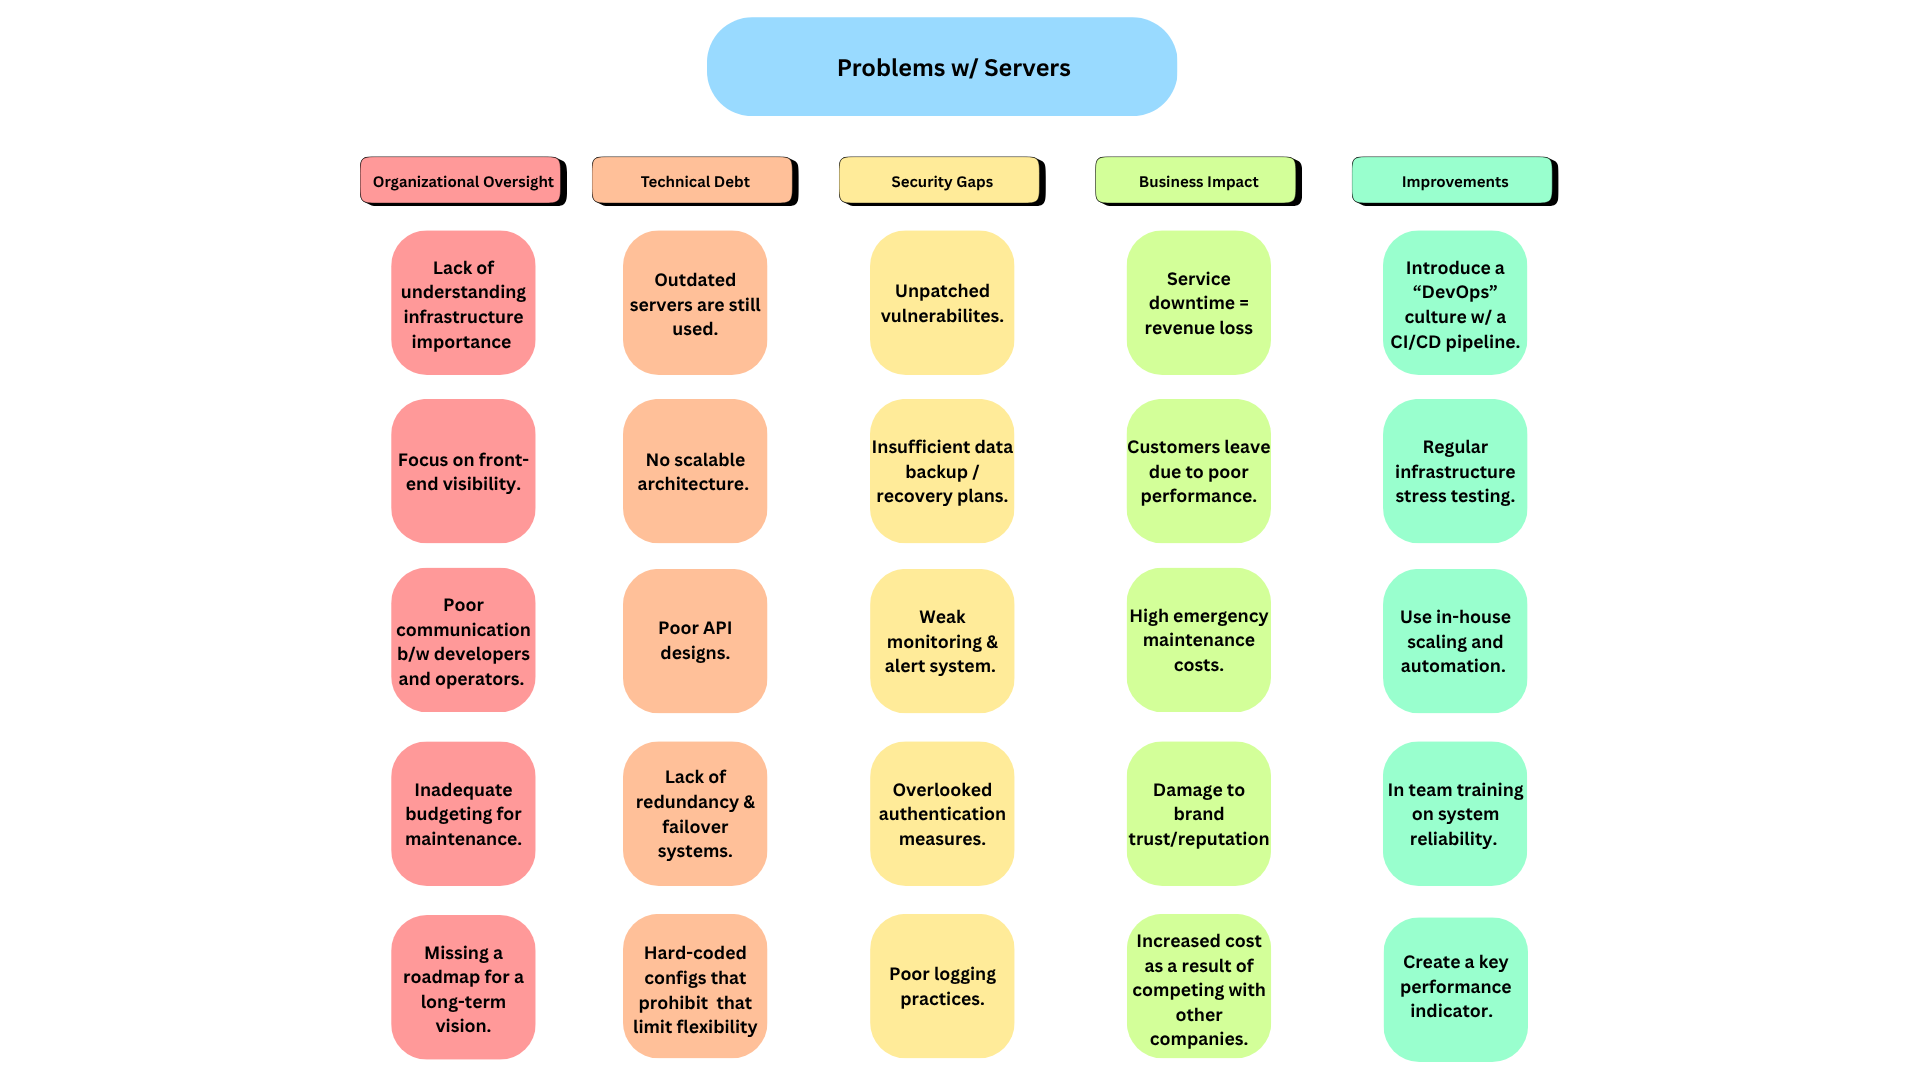 Problems w/ Servers
Organizational Oversight
Technical Debt
Security Gaps
Business Impact
Improvements
Lack of
understanding
infrastructure
importance
Outdated
servers are still
used.
Unpatched
vulnerabilites.
Service
downtime =
revenue loss
Introduce a
“DevOps”
culture w/ a
CI/CD pipeline.
Focus on front-
end visibility.
No scalable
architecture.
Insufficient data
backup /
recovery plans.
Customers leave
due to poor
performance.
Regular
infrastructure
stress testing.
Poor
communication
b/w developers
and operators.
Poor API
designs.
Weak
monitoring &
alert system.
High emergency
maintenance
costs.
Use in-house
scaling and
automation.
Inadequate
budgeting for
maintenance.
Lack of
redundancy &
failover
systems.
Overlooked
authentication
measures.
Damage to
brand
trust/reputation
In team training
on system
reliability.
Missing a
roadmap for a
long-term
vision.
Hard-coded
configs that
prohibit that
limit flexibility
Poor logging
practices.
Increased cost
as a result of
competing with
other
companies.
Create a key
performance
indicator.